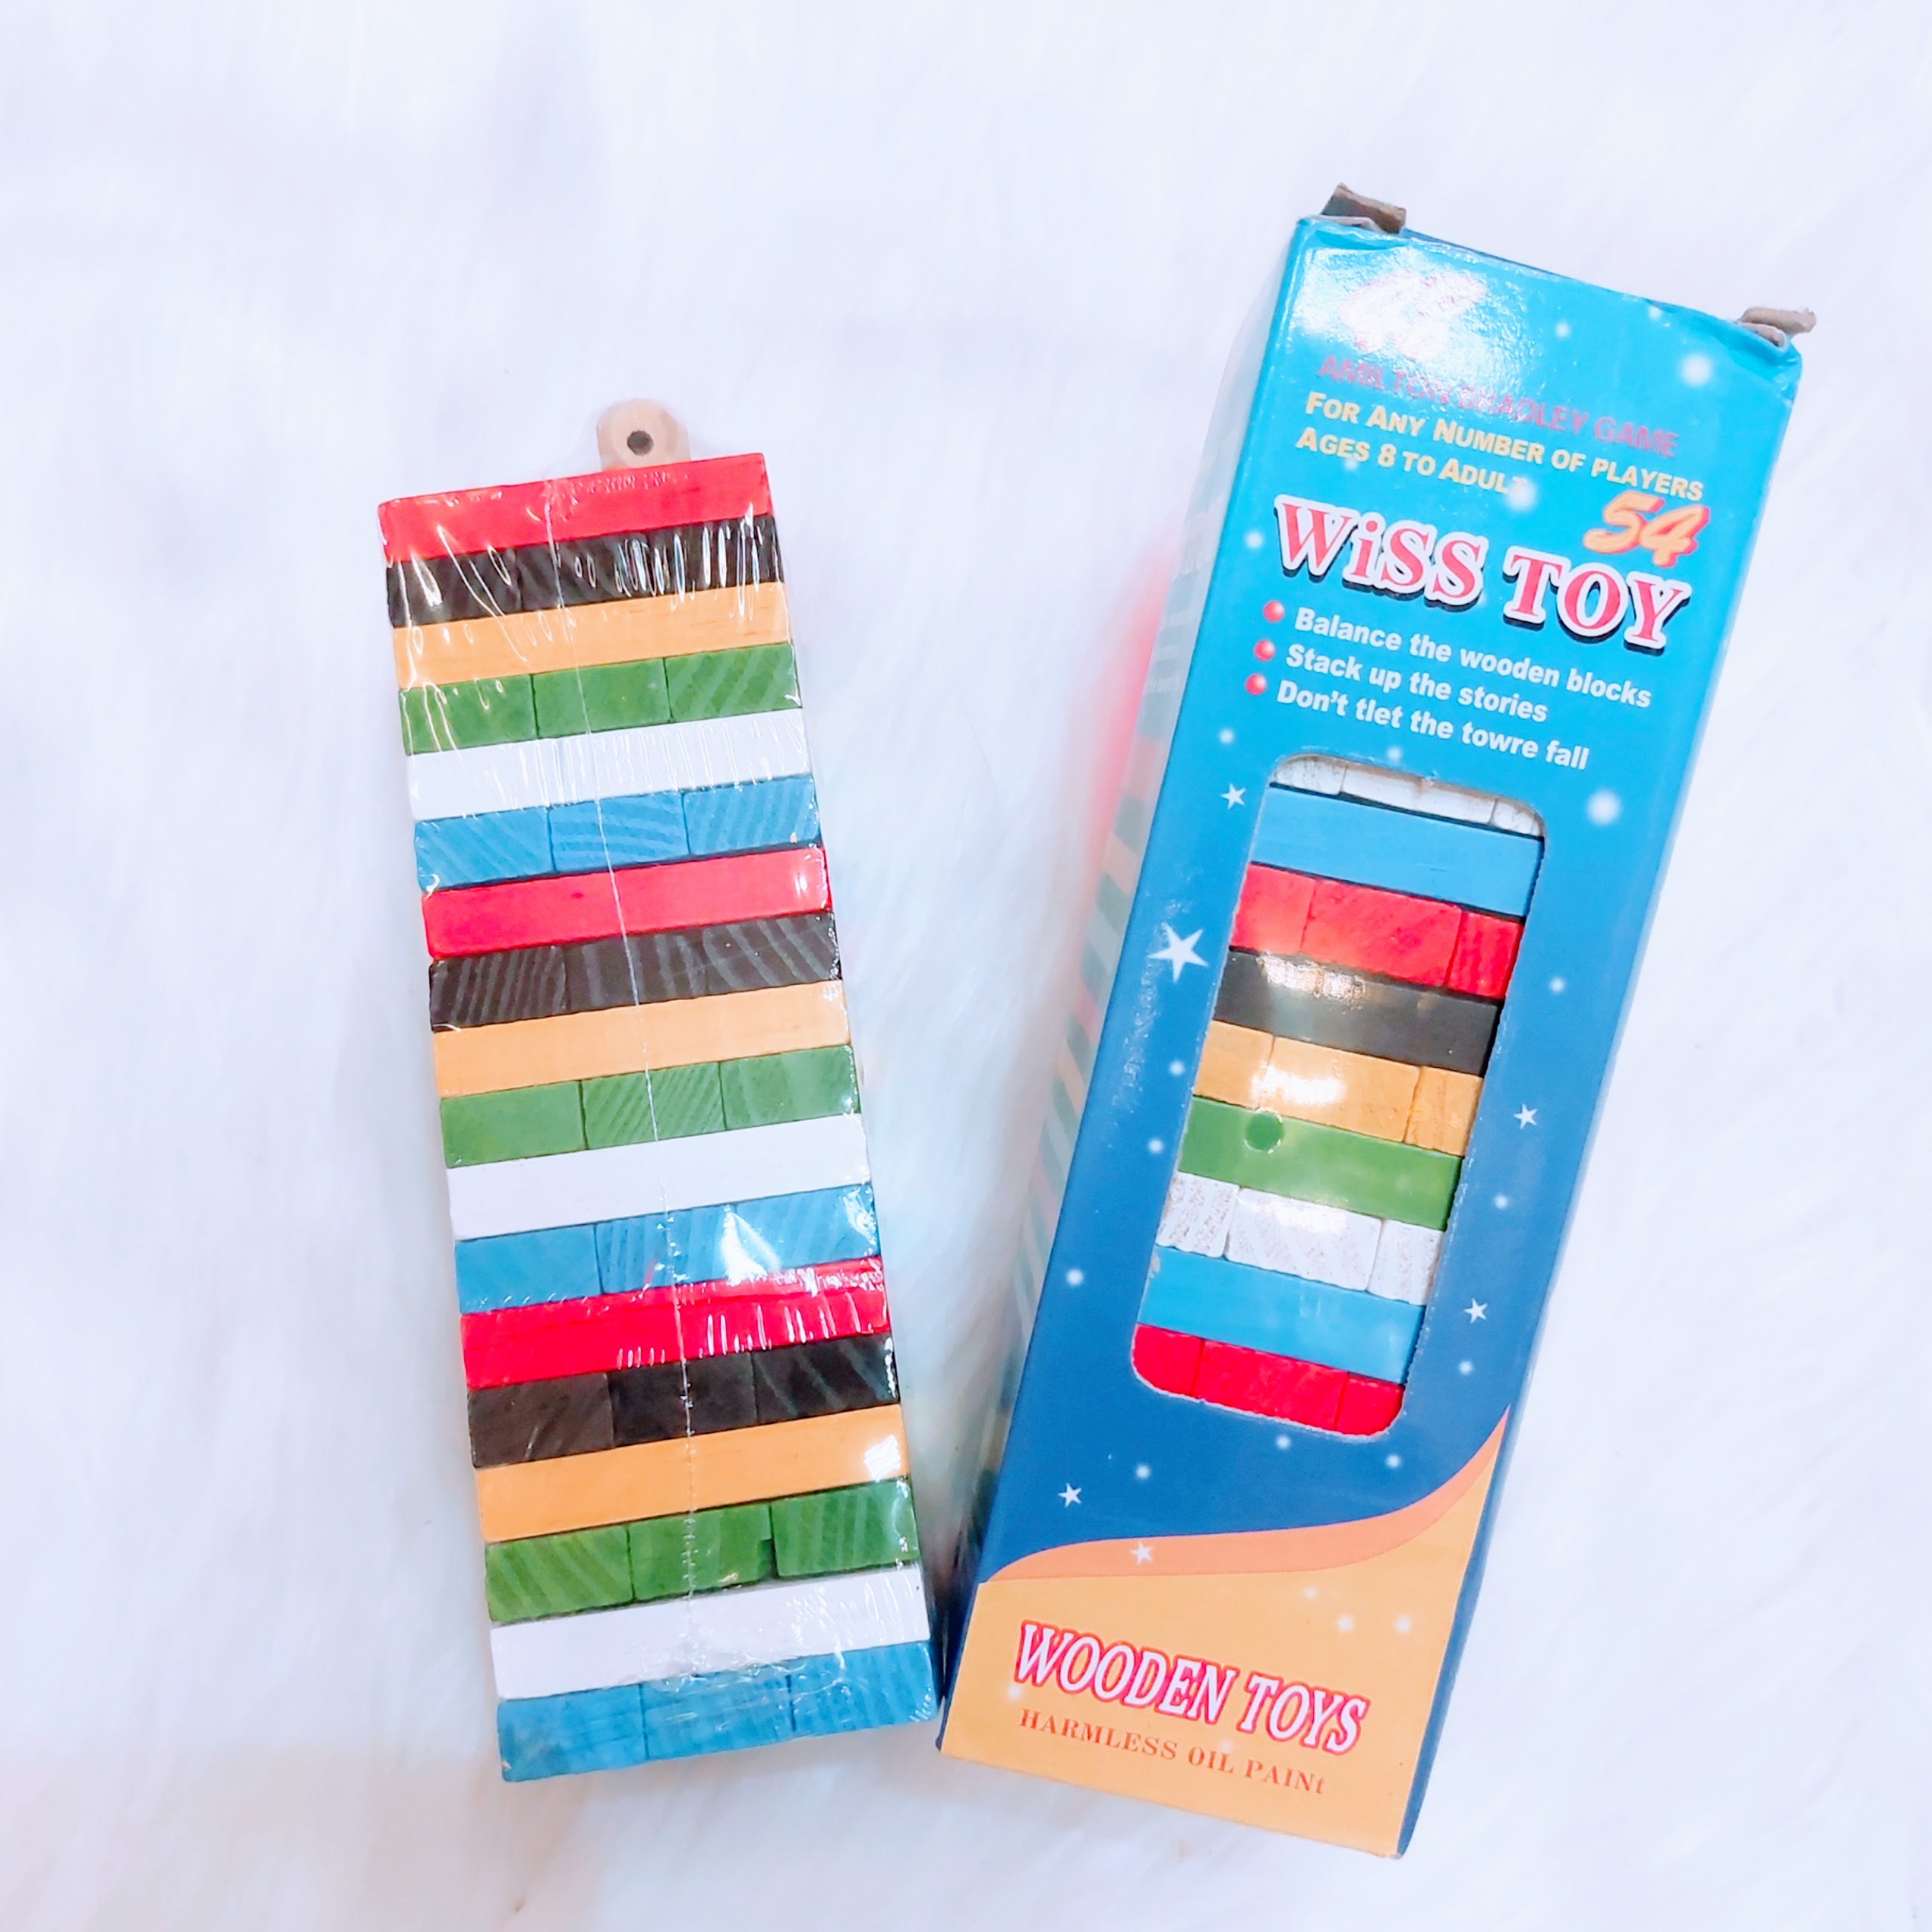 AMILTON BRADLEY GAME
FOR ANY NUMBER OF PLAYERS
AGES 8 TO ADULT
54
WiSS TOY
Balance the wooden blocks
Stack up the stories
Don't tlet the towre fall
WOODEN TOYS
HARMLESS OIL PAINt